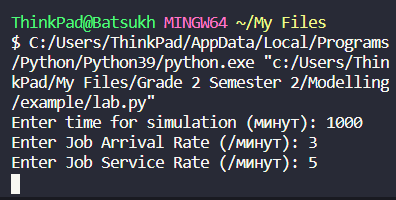 ThinkPad@Batsukh MINGW64 ~/My Files
$ C:/Users/ThinkPad/AppData/Local/Programs
/Python/Python39/python.exe "c:/Users/Thin
kPad/My Files/Grade 2 Semester 2/Modelling
/example/lab.py"
Enter time for simulation (минут): 1000
Enter Job Arrival Rate (/минут): 3
Enter Job Service Rate (/минут): 5